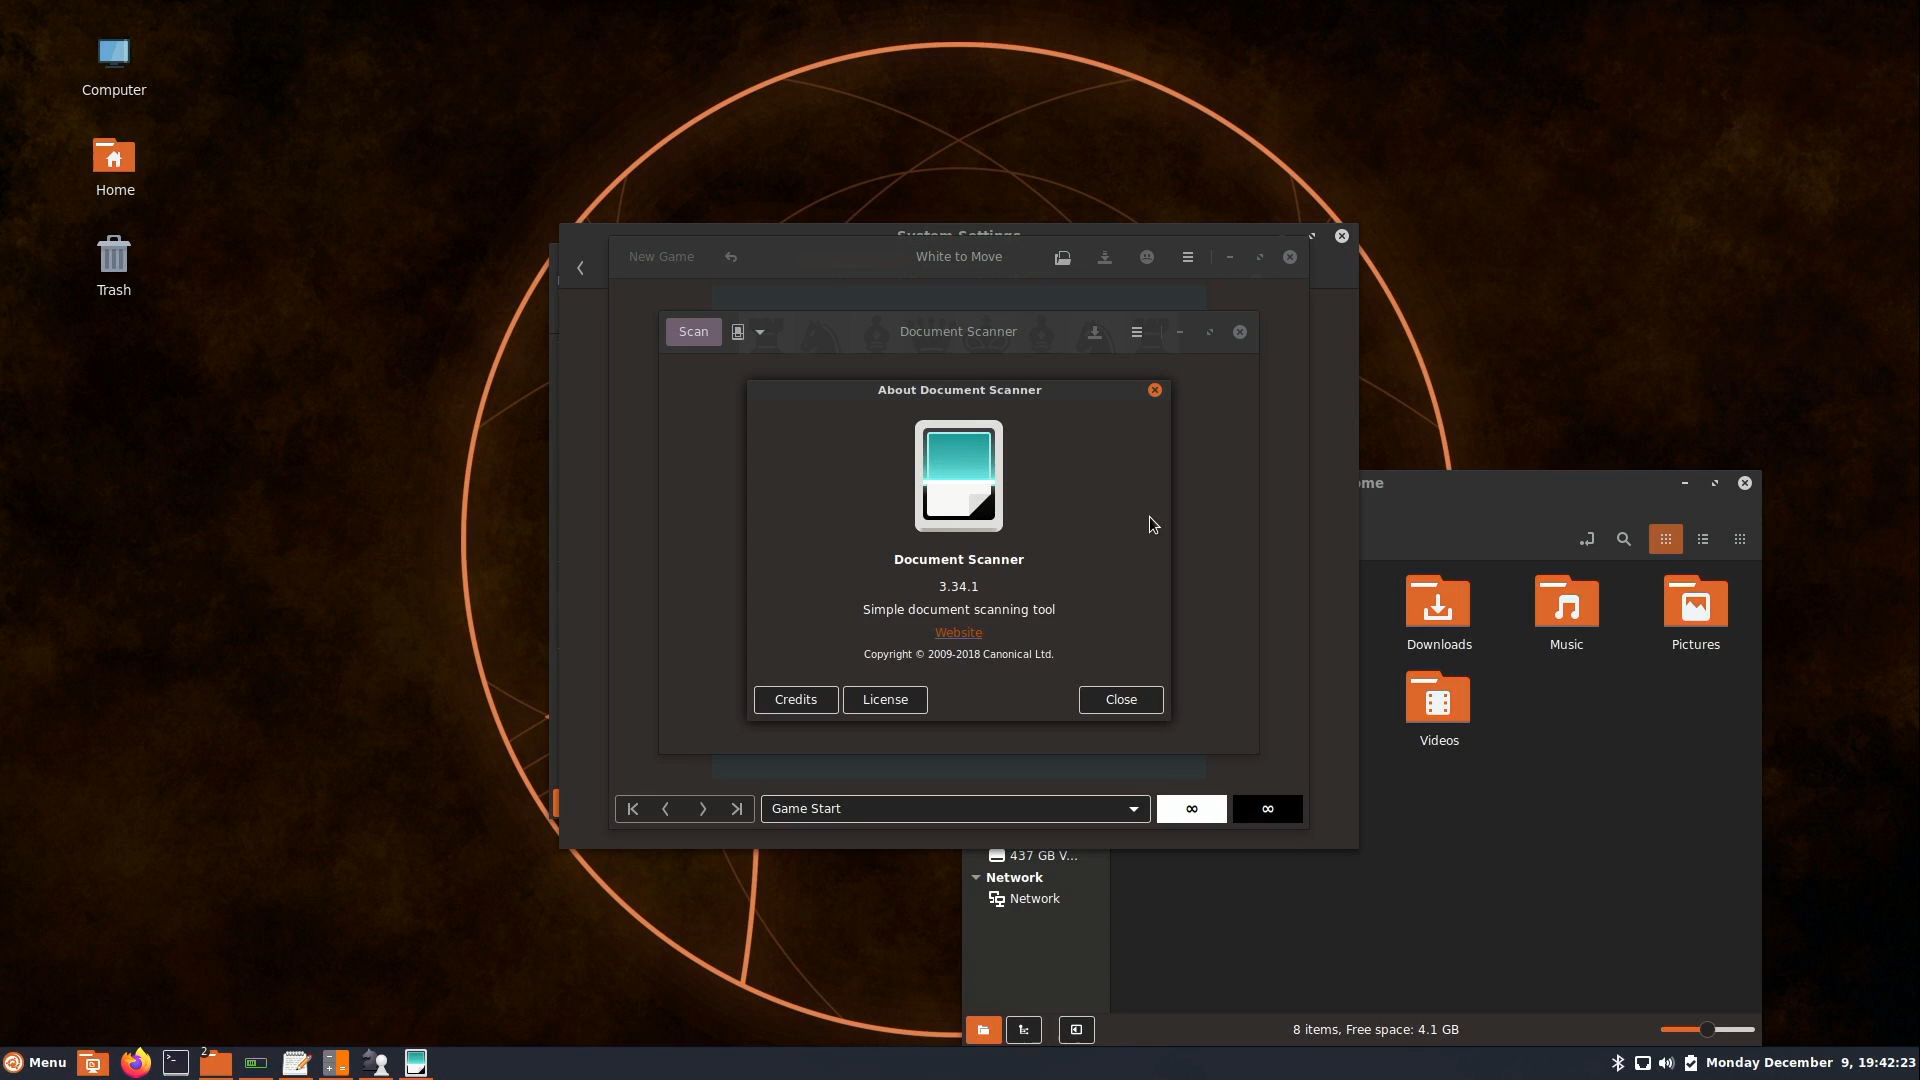 Computer
Home
Trash
System Settings
New Game
White to Move
Scan
Document Scanner
About Document Scanner
Document Scanner
3.34.1
Simple document scanning tool
Website
Copyright © 2009-2018 Canonical Ltd.
Credits
License
Close
Game Start
∞
∞
ome
Downloads
Music
Pictures
Videos
437 GB V...
Network
Network
8 items, Free space: 4.1 GB
Menu
2
Monday December 9, 19:42:23